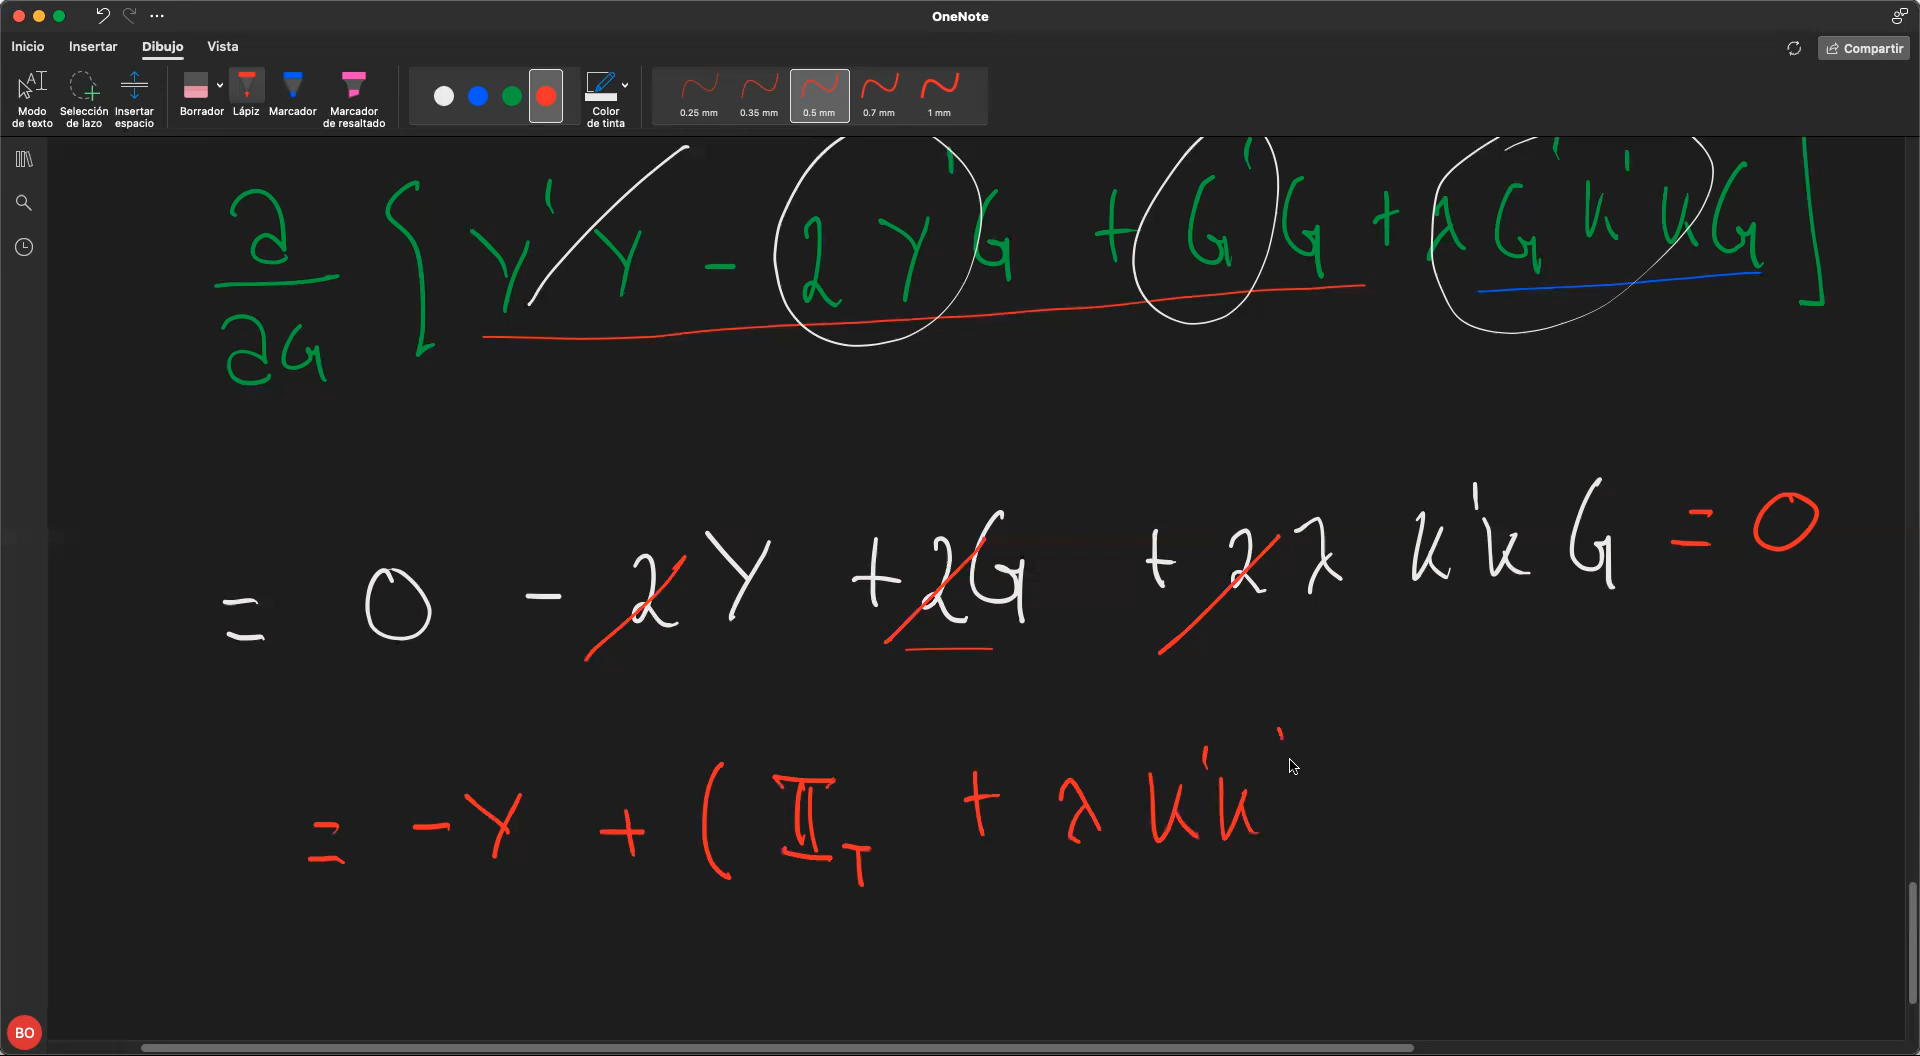 OneNote
Inicio Insertar Dibujo Vista
Compartir
Modo de texto Selección de lazo Insertar espacio Borrador Lápiz Marcador Marcador de resaltado Color de tinta 0.25 mm 0.35 mm 0.5 mm 0.7 mm 1 mm
∂/∂G [ Y'Y - 2Y'G + G'G + λG'K'KG ]
= 0 - 2Y + 2G + 2λ K'K G = 0
= -Y + ( I_T + λ K'K '
BO